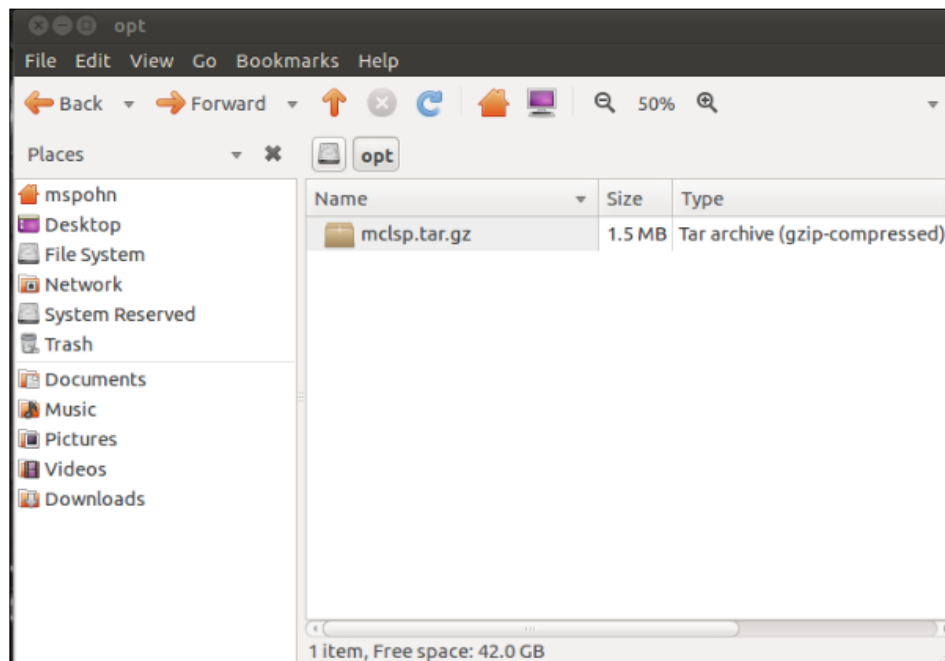 opt
File Edit View Go Bookmarks Help
Back Forward 50%
Places opt
Name Size Type
mclsp.tar.gz 1.5 MB Tar archive (gzip-compressed)
mspohn
Desktop
File System
Network
System Reserved
Trash
Documents
Music
Pictures
Videos
Downloads
1 item, Free space: 42.0 GB